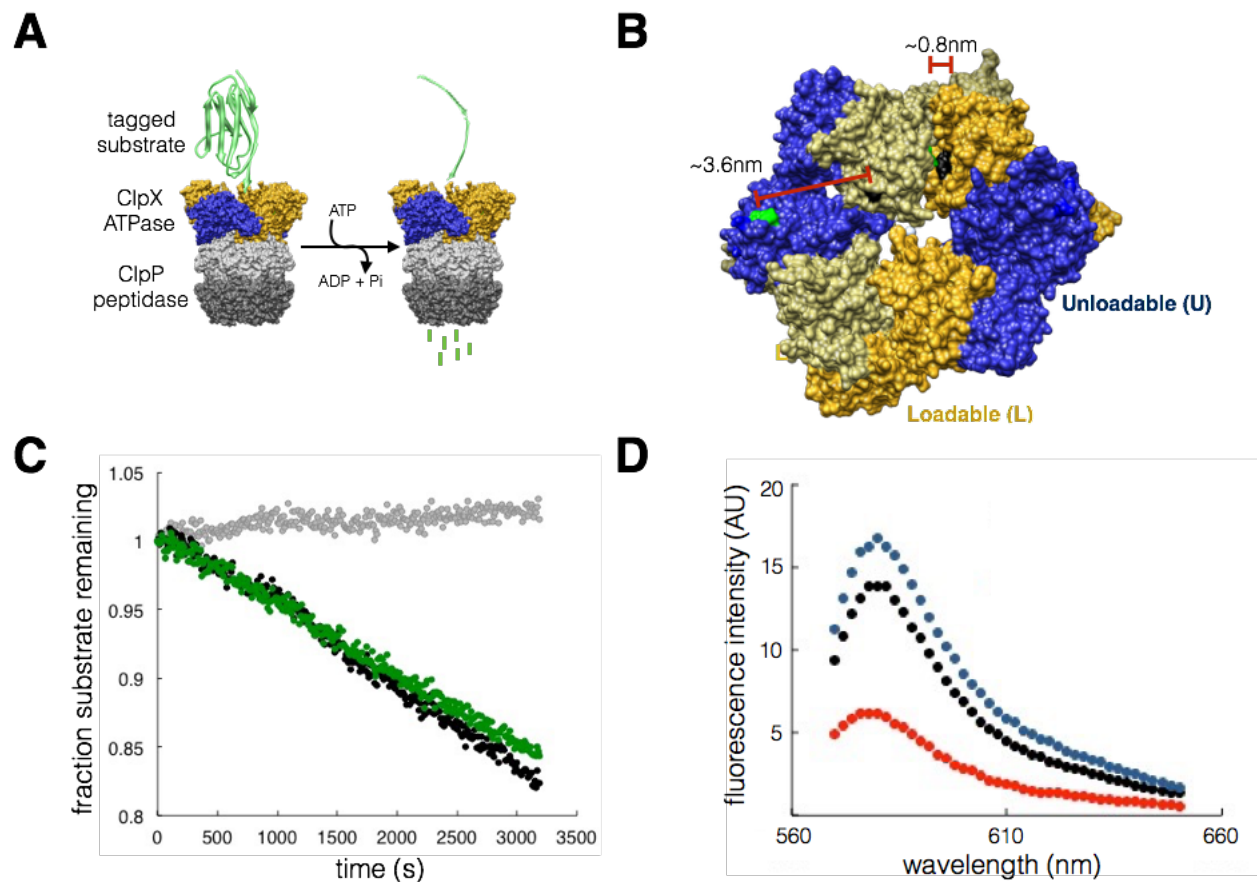 A
tagged
substrate
ClpX
ATPase
ClpP
peptidase
ATP
ADP + Pi
B
~0.8nm
~3.6nm
Unloadable (U)
L
Loadable (L)
C
fraction substrate remaining
1.05
1
0.95
0.9
0.85
0.8
0
500
1000
1500
2000
2500
3000
3500
time (s)
D
fluorescence intensity (AU)
20
15
10
5
560
610
660
wavelength (nm)